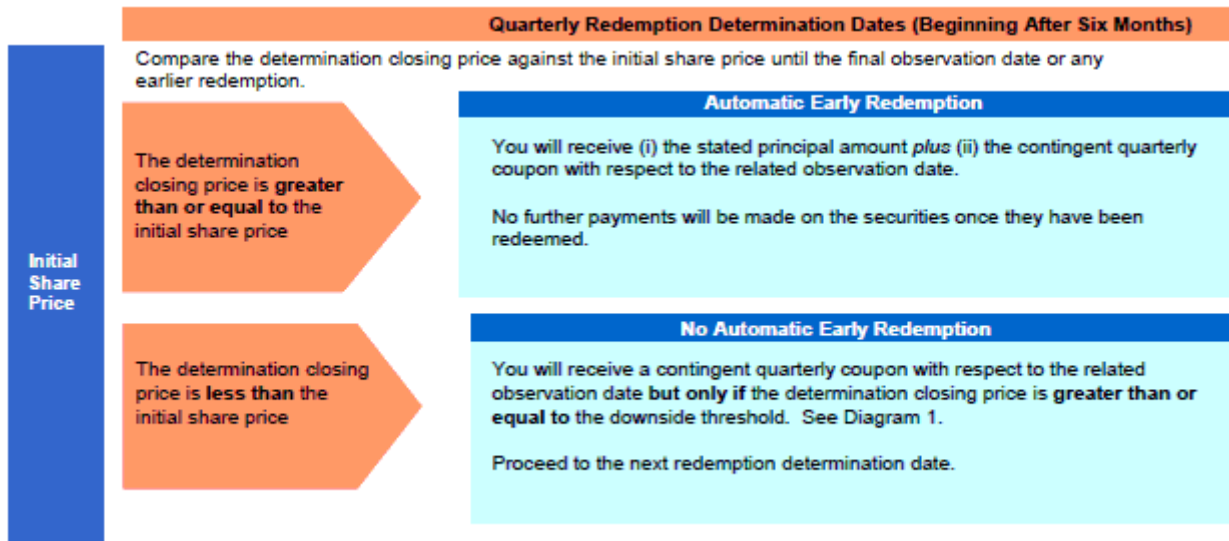 Quarterly Redemption Determination Dates (Beginning After Six Months)
Compare the determination closing price against the initial share price until the final observation date or any
earlier redemption.
Initial
Share
Price
The determination
closing price is greater
than or equal to the
initial share price
Automatic Early Redemption
You will receive (i) the stated principal amount plus (ii) the contingent quarterly
coupon with respect to the related observation date.
No further payments will be made on the securities once they have been
redeemed.
The determination closing
price is less than the
initial share price
No Automatic Early Redemption
You will receive a contingent quarterly coupon with respect to the related
observation date but only if the determination closing price is greater than or
equal to the downside threshold. See Diagram 1.
Proceed to the next redemption determination date.